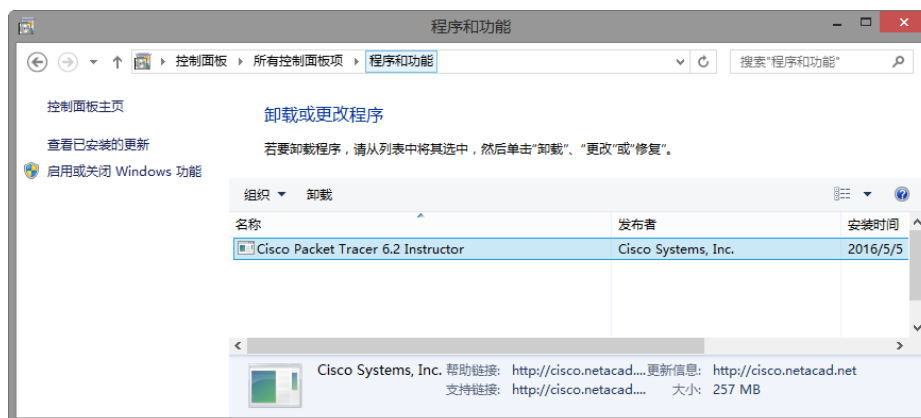 程序和功能
控制面板 ▸ 所有控制面板项 ▸ 程序和功能
搜索"程序和功能"
控制面板主页
查看已安装的更新
启用或关闭 Windows 功能
卸载或更改程序
若要卸载程序，请从列表中将其选中，然后单击"卸载"、"更改"或"修复"。
组织 卸载
名称 发布者 安装时间
Cisco Packet Tracer 6.2 Instructor Cisco Systems, Inc. 2016/5/5
Cisco Systems, Inc. 帮助链接: http://cisco.netacad.... 更新信息: http://cisco.netacad.net
支持链接: http://cisco.netacad.... 大小: 257 MB